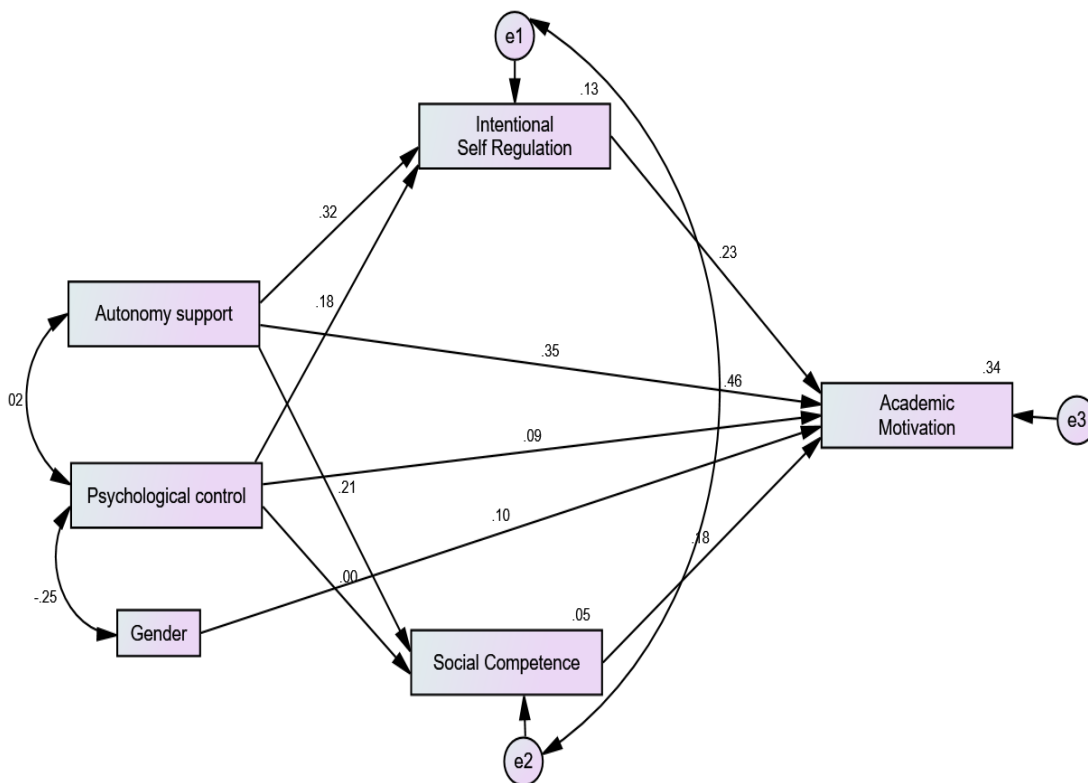 e1
.13
Intentional
Self Regulation
.32
.23
.18
Autonomy support
.35
.46
.34
Academic
Motivation
e3
02
.09
Psychological control
.21
.10
.18
.00
-.25
Gender
.05
Social Competence
e2